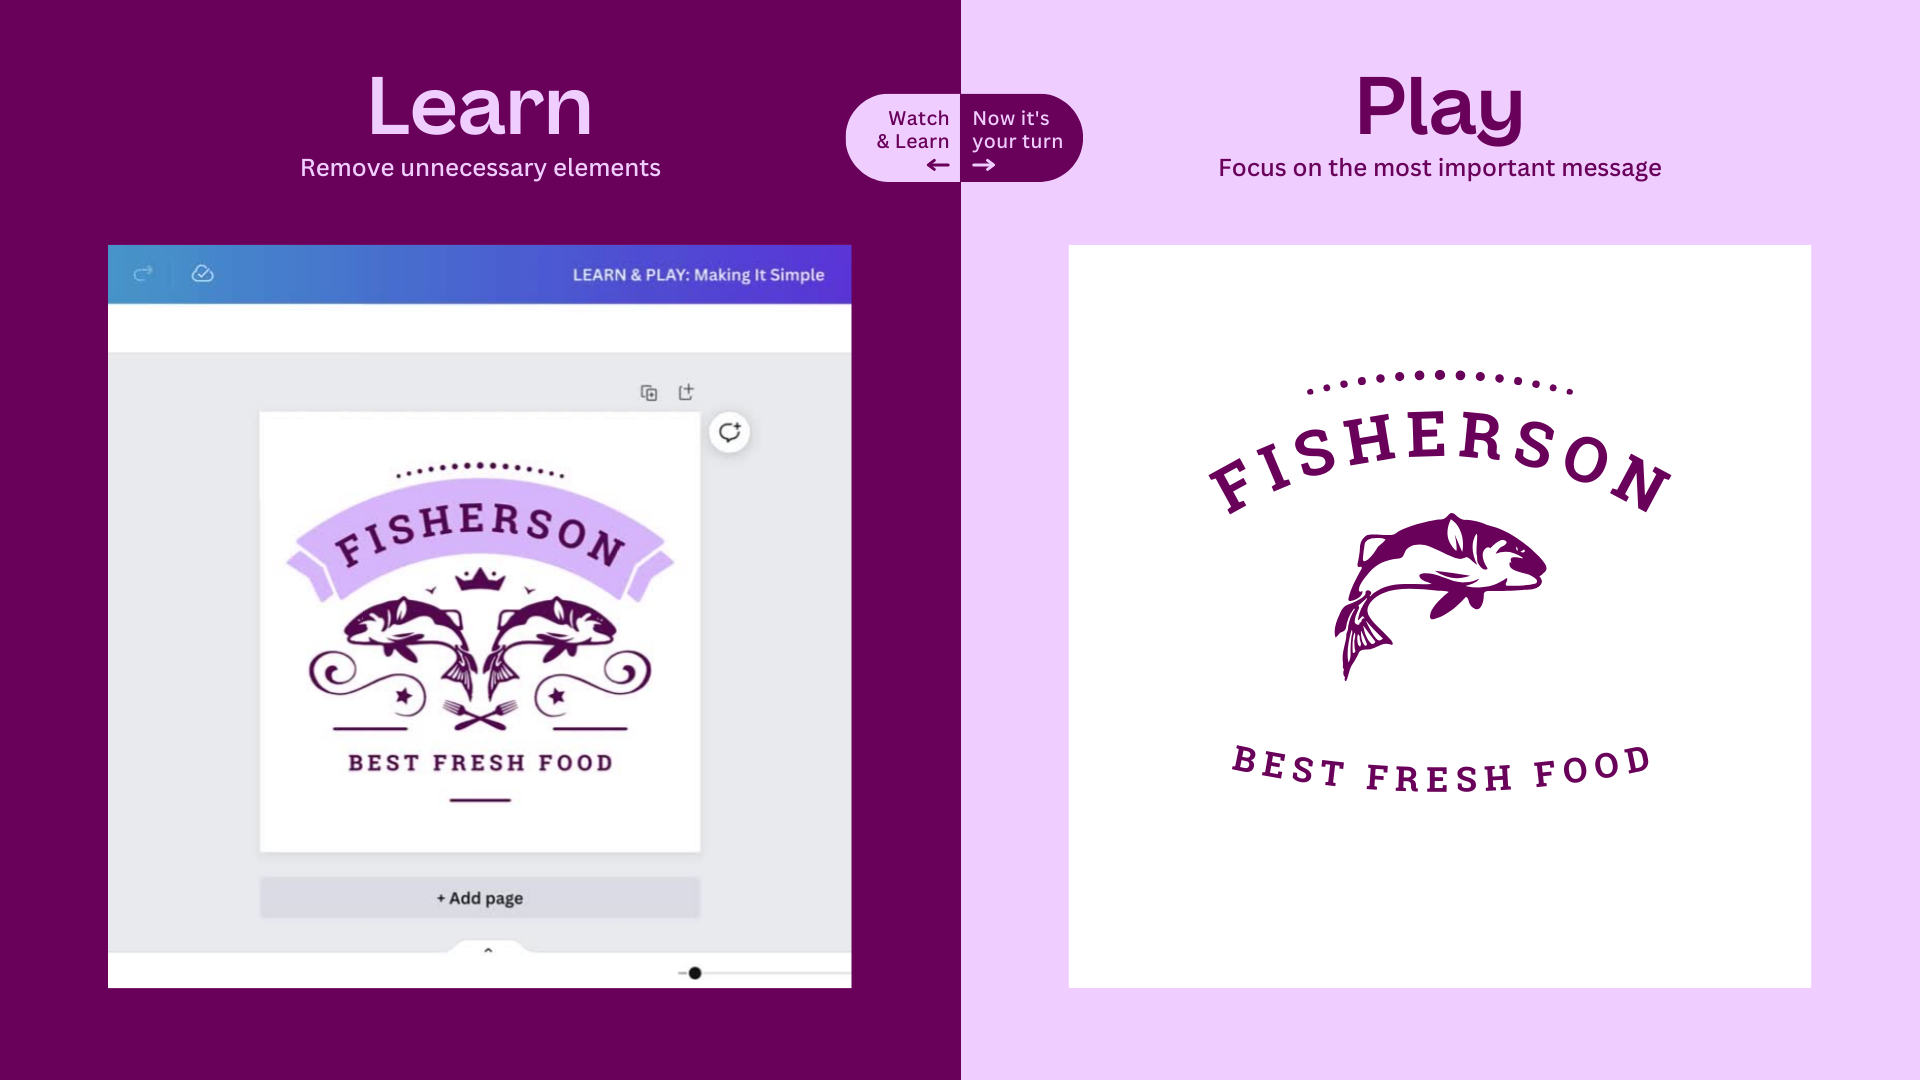 Learn
Remove unnecessary elements
Watch
& Learn
Now it's
your turn
Play
Focus on the most important message
LEARN & PLAY: Making It Simple
FISHERSON
BEST FRESH FOOD
+ Add page
FISHERSON
BEST FRESH FOOD